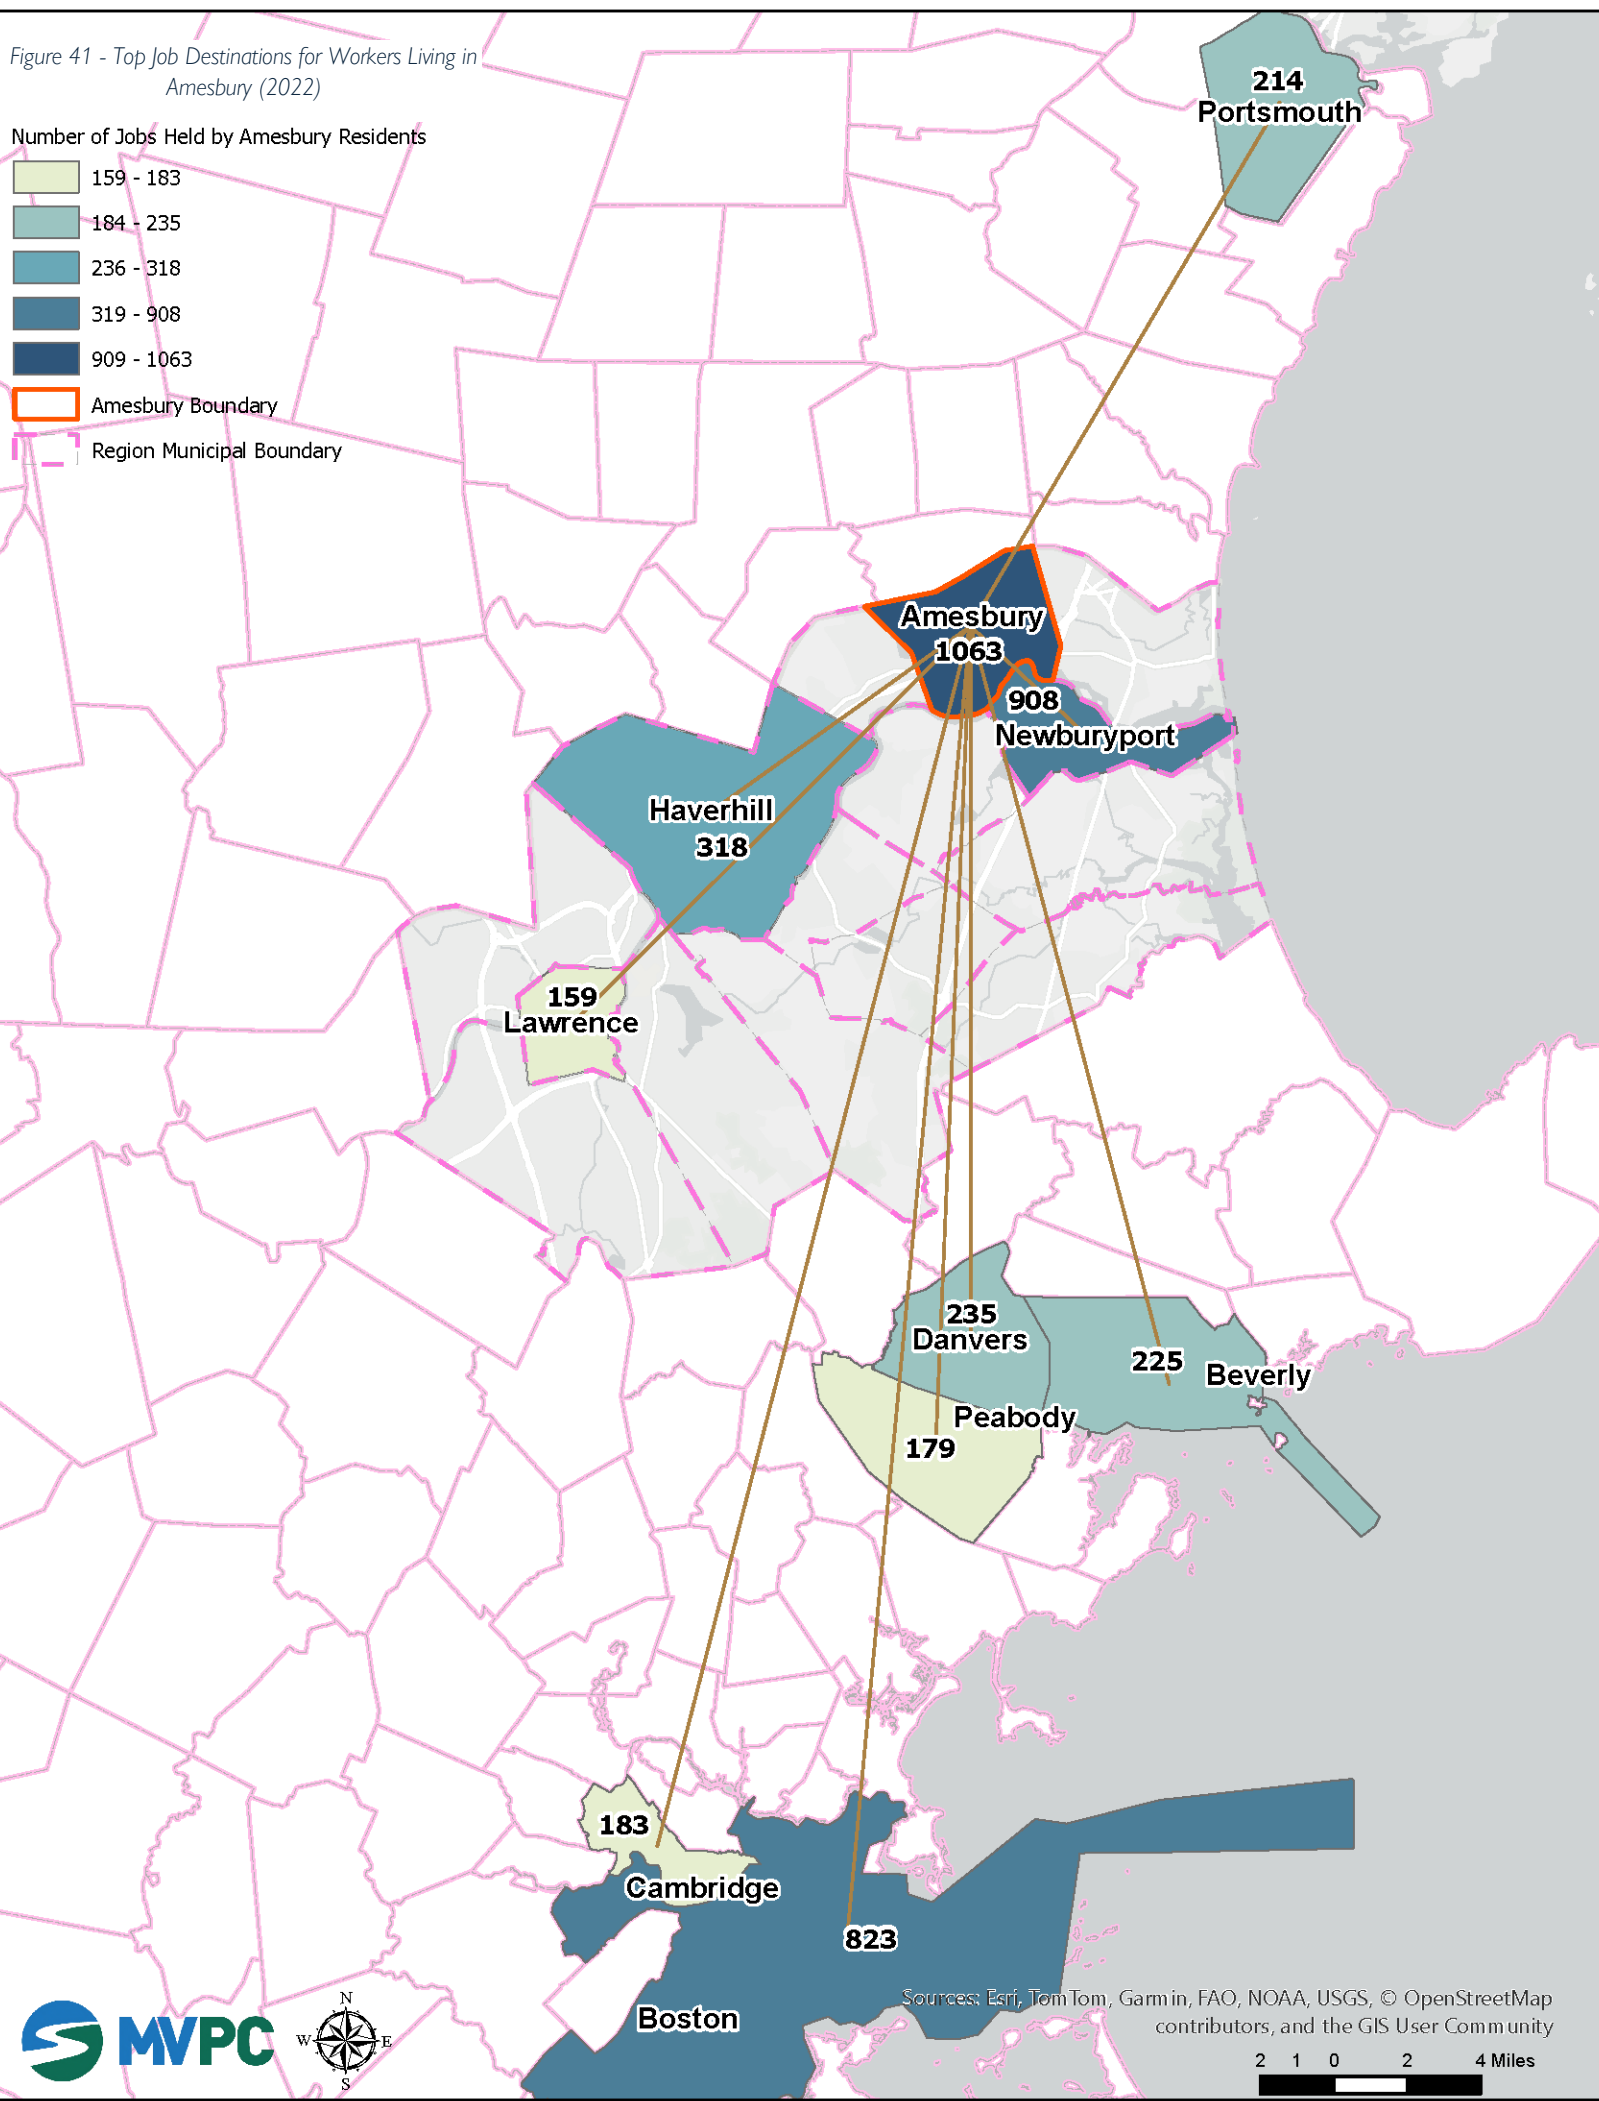 Figure 41 - Top Job Destinations for Workers Living in
Amesbury (2022)
Number of Jobs Held by Amesbury Residents
159 - 183
184 - 235
236 - 318
319 - 908
909 - 1063
Amesbury Boundary
Region Municipal Boundary
214
Portsmouth
Amesbury
1063
908
Newburyport
Haverhill
318
159
Lawrence
235
Danvers
225
Beverly
Peabody
179
183
Cambridge
823
Boston
Sources: Esri, TomTom, Garmin, FAO, NOAA, USGS, © OpenStreetMap
contributors, and the GIS User Community
MVPC
N
W E
S
2 1 0 2 4 Miles